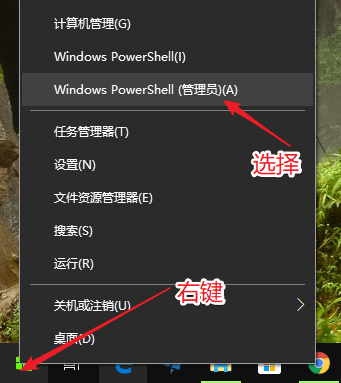 计算机管理(G)
Windows PowerShell(I)
Windows PowerShell (管理员)(A)
任务管理器(T)
选择
设置(N)
文件资源管理器(E)
搜索(S)
运行(R)
右键
关机或注销(U)
桌面(D)